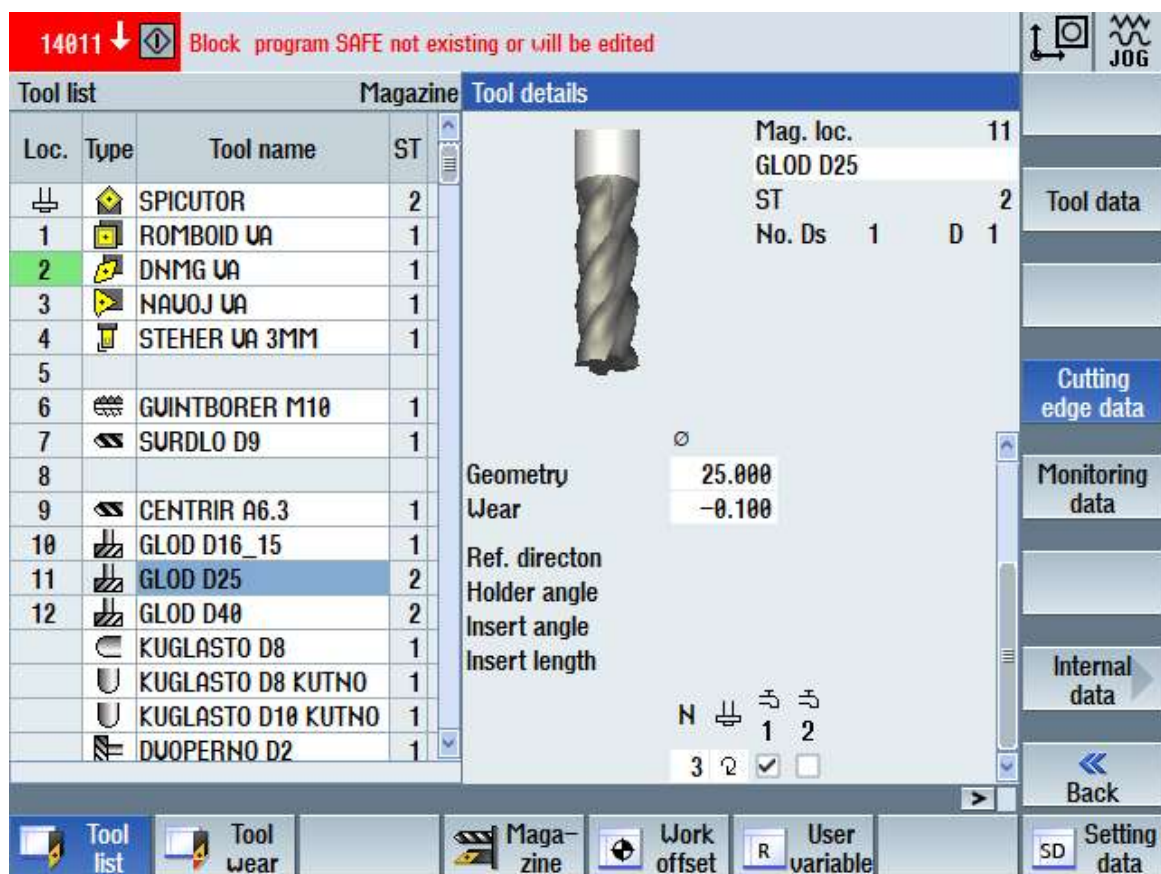 14011 Block program SAFE not existing or will be edited
JOG
Tool list Magazine
Loc. Type Tool name ST
SPICUTOR 2
1 ROMBOID VA 1
2 DNMG VA 1
3 NAVOJ VA 1
4 STEHER VA 3MM 1
5
6 GVINTBORER M10 1
7 SVRDLO D9 1
8
9 CENTRIR A6.3 1
10 GLOD D16_15 1
11 GLOD D25 2
12 GLOD D40 2
KUGLASTO D8 1
KUGLASTO D8 KUTNO 1
KUGLASTO D10 KUTNO 1
DVOPERNO D2 1
Tool details
Mag. loc. 11
GLOD D25
ST 2
No. Ds 1 D 1
Ø
Geometry 25.000
Wear -0.100
Ref. directon
Holder angle
Insert angle
Insert length
N
1 2
3
>
Tool data
Cutting
edge data
Monitoring
data
Internal
data
Back
Tool
list
Tool
wear
Maga-
zine
Work
offset
R User
variable
SD Setting
data